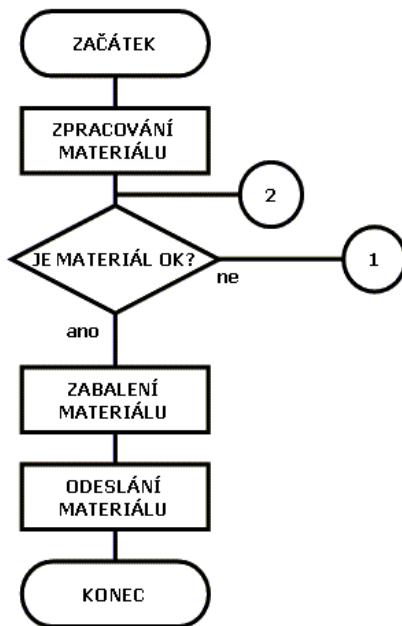 ZAČÁTEK
ZPRACOVÁNÍ
MATERIÁLU
2
JE MATERIÁL OK?
1
ne
ano
ZABALENÍ
MATERIÁLU
ODESLÁNÍ
MATERIÁLU
KONEC